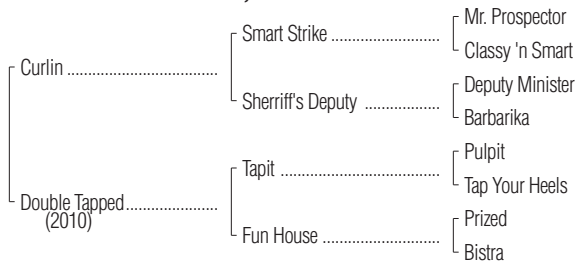 Mr. Prospector
Smart Strike ........................
Classy 'n Smart
Curlin ..................................
Deputy Minister
Sherriff's Deputy ................
Barbarika
Pulpit
Tapit ...................................
Tap Your Heels
Double Tapped.....................
(2010)
Prized
Fun House ...........................
Bistra